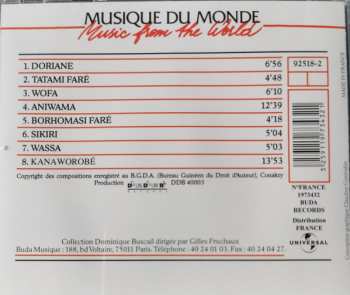 MUSIQUE DU MONDE
Music from the World
1. DORIANE 6'56
2. TATAMI FARÉ 4'48
3. WOFA 6'10
4. ANIWAMA 12'39
5. BORHOMASI FARÉ 4'18
6. SIKIRI 5'04
7. WASSA 5'03
8. KANAWOROBÉ 13'53
92518-2
MADE IN FRANCE
Copyright des compositions enregistré au B.G.D.A. (Bureau Guinéen du Droit d'Auteur), Conakry
Production
DDB 40003
N°FRANCE
1973432
BUDA
RECORDS
Distribution
FRANCE
UNIVERSAL
Collection Dominique Buscail dirigée par Gilles Fruchaux
Buda Musique : 188, bd Voltaire, 75011 Paris. Téléphone : 40 24 01 03. Fax : 40 24 04 27.